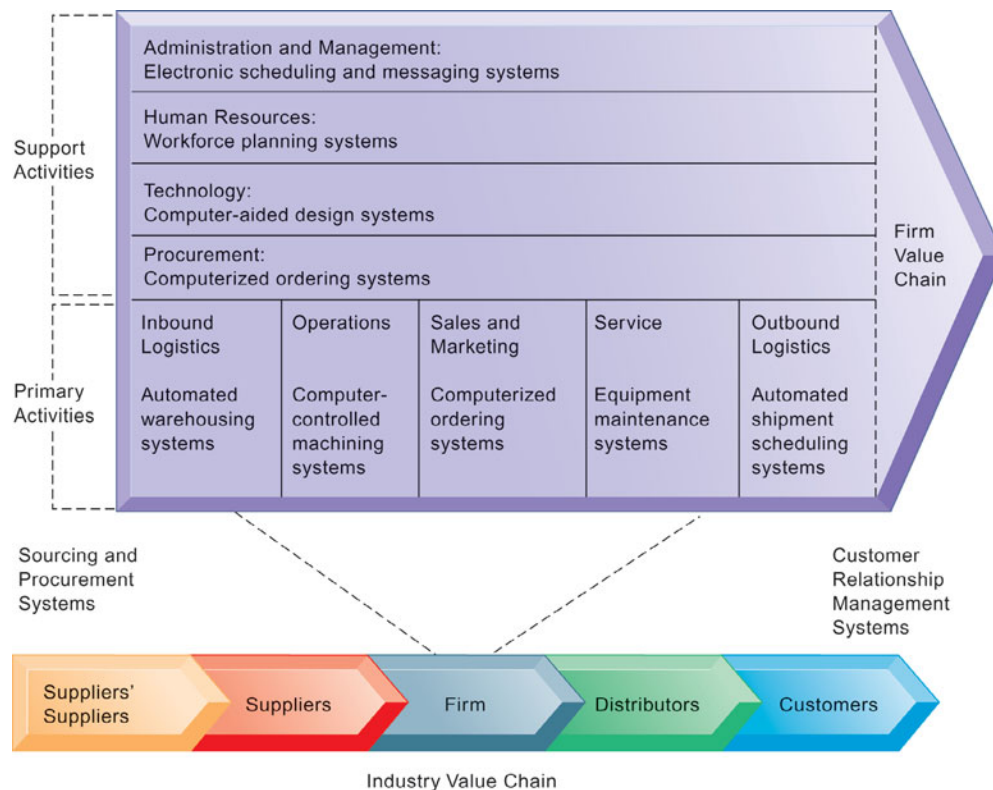 Support
Activities
Administration and Management:
Electronic scheduling and messaging systems
Human Resources:
Workforce planning systems
Technology:
Computer-aided design systems
Procurement:
Computerized ordering systems
Firm
Value
Chain
Primary
Activities
Inbound
Logistics
Automated
warehousing
systems
Operations
Computer-
controlled
machining
systems
Sales and
Marketing
Computerized
ordering
systems
Service
Equipment
maintenance
systems
Outbound
Logistics
Automated
shipment
scheduling
systems
Sourcing and
Procurement
Systems
Customer
Relationship
Management
Systems
Suppliers’
Suppliers
Suppliers
Firm
Distributors
Customers
Industry Value Chain